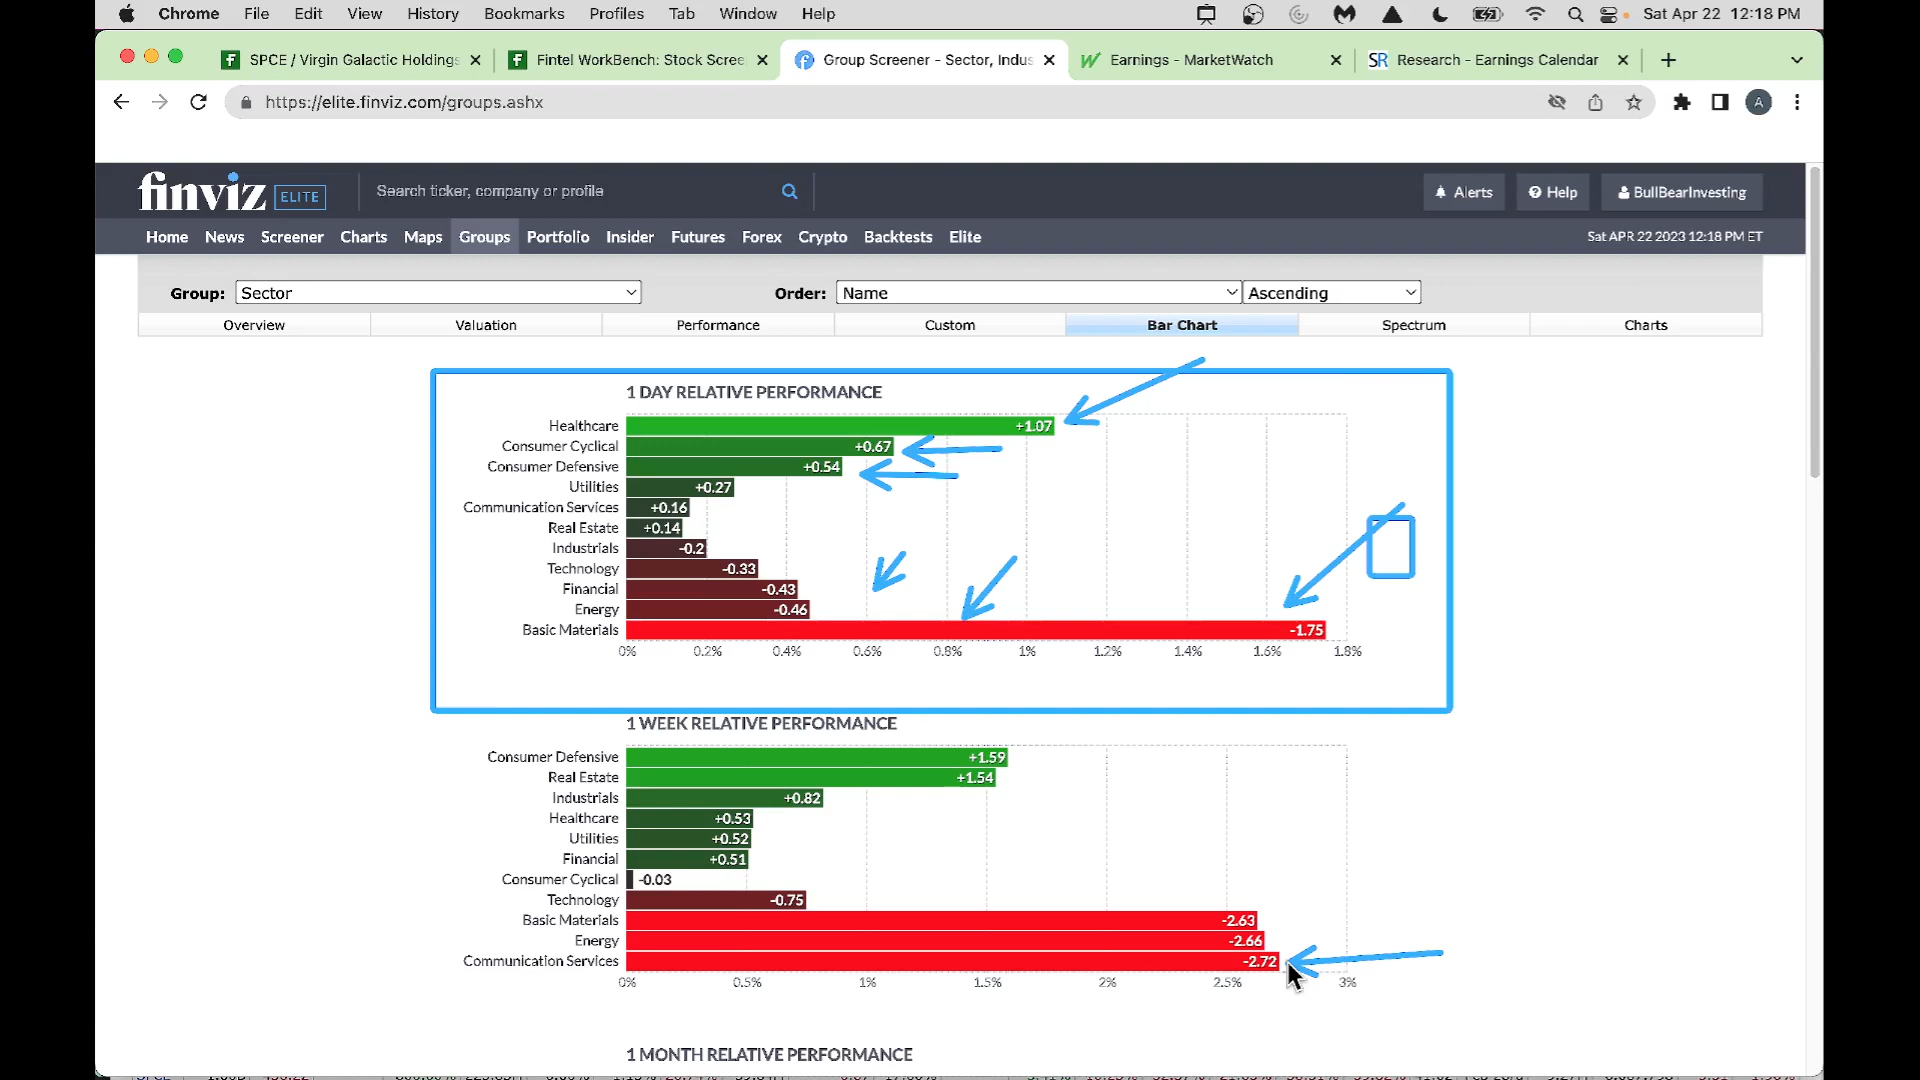 Chrome File Edit View History Bookmarks Profiles Tab Window Help Sat Apr 22 12:18 PM
SPCE / Virgin Galactic Holdings Fintel WorkBench: Stock Scree Group Screener - Sector, Indus Earnings - MarketWatch SR Research - Earnings Calendar
https://elite.finviz.com/groups.ashx A
finviz ELITE Search ticker, company or profile Alerts Help BullBearInvesting
Home News Screener Charts Maps Groups Portfolio Insider Futures Forex Crypto Backtests Elite Sat APR 22 2023 12:18 PM ET
Group: Sector Order: Name Ascending
Overview Valuation Performance Custom Bar Chart Spectrum Charts
1 DAY RELATIVE PERFORMANCE
Healthcare +1.07
Consumer Cyclical +0.67
Consumer Defensive +0.54
Utilities +0.27
Communication Services +0.16
Real Estate +0.14
Industrials -0.2
Technology -0.33
Financial -0.43
Energy -0.46
Basic Materials -1.75
0% 0.2% 0.4% 0.6% 0.8% 1% 1.2% 1.4% 1.6% 1.8%
1 WEEK RELATIVE PERFORMANCE
Consumer Defensive +1.59
Real Estate +1.54
Industrials +0.82
Healthcare +0.53
Utilities +0.52
Financial +0.51
Consumer Cyclical -0.03
Technology -0.75
Basic Materials -2.63
Energy -2.66
Communication Services -2.72
0% 0.5% 1% 1.5% 2% 2.5% 3%
1 MONTH RELATIVE PERFORMANCE